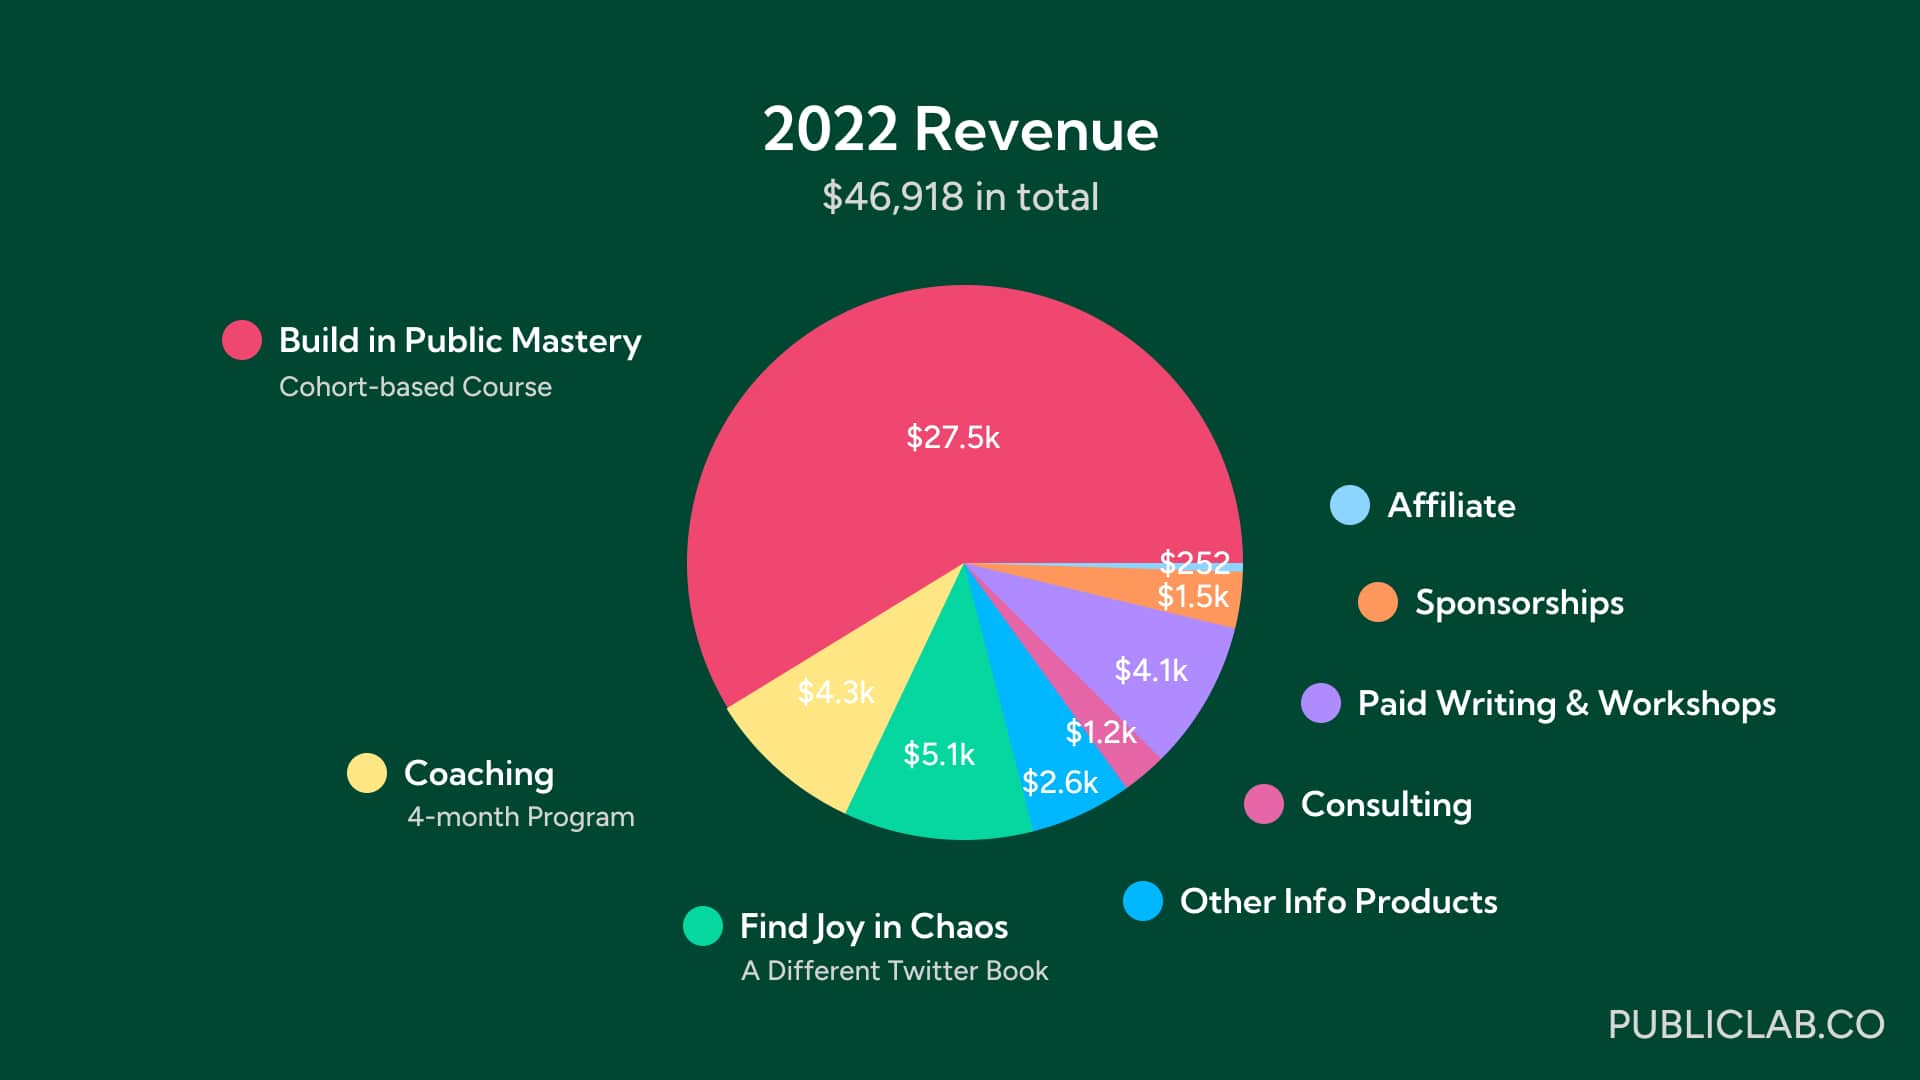 2022 Revenue
$46,918 in total
Build in Public Mastery
Cohort-based Course
$27.5k
Affiliate
$252
$1.5k
Sponsorships
$4.1k
Paid Writing & Workshops
$4.3k
$1.2k
$5.1k
$2.6k
Coaching
4-month Program
Consulting
Other Info Products
Find Joy in Chaos
A Different Twitter Book
PUBLICLAB.CO